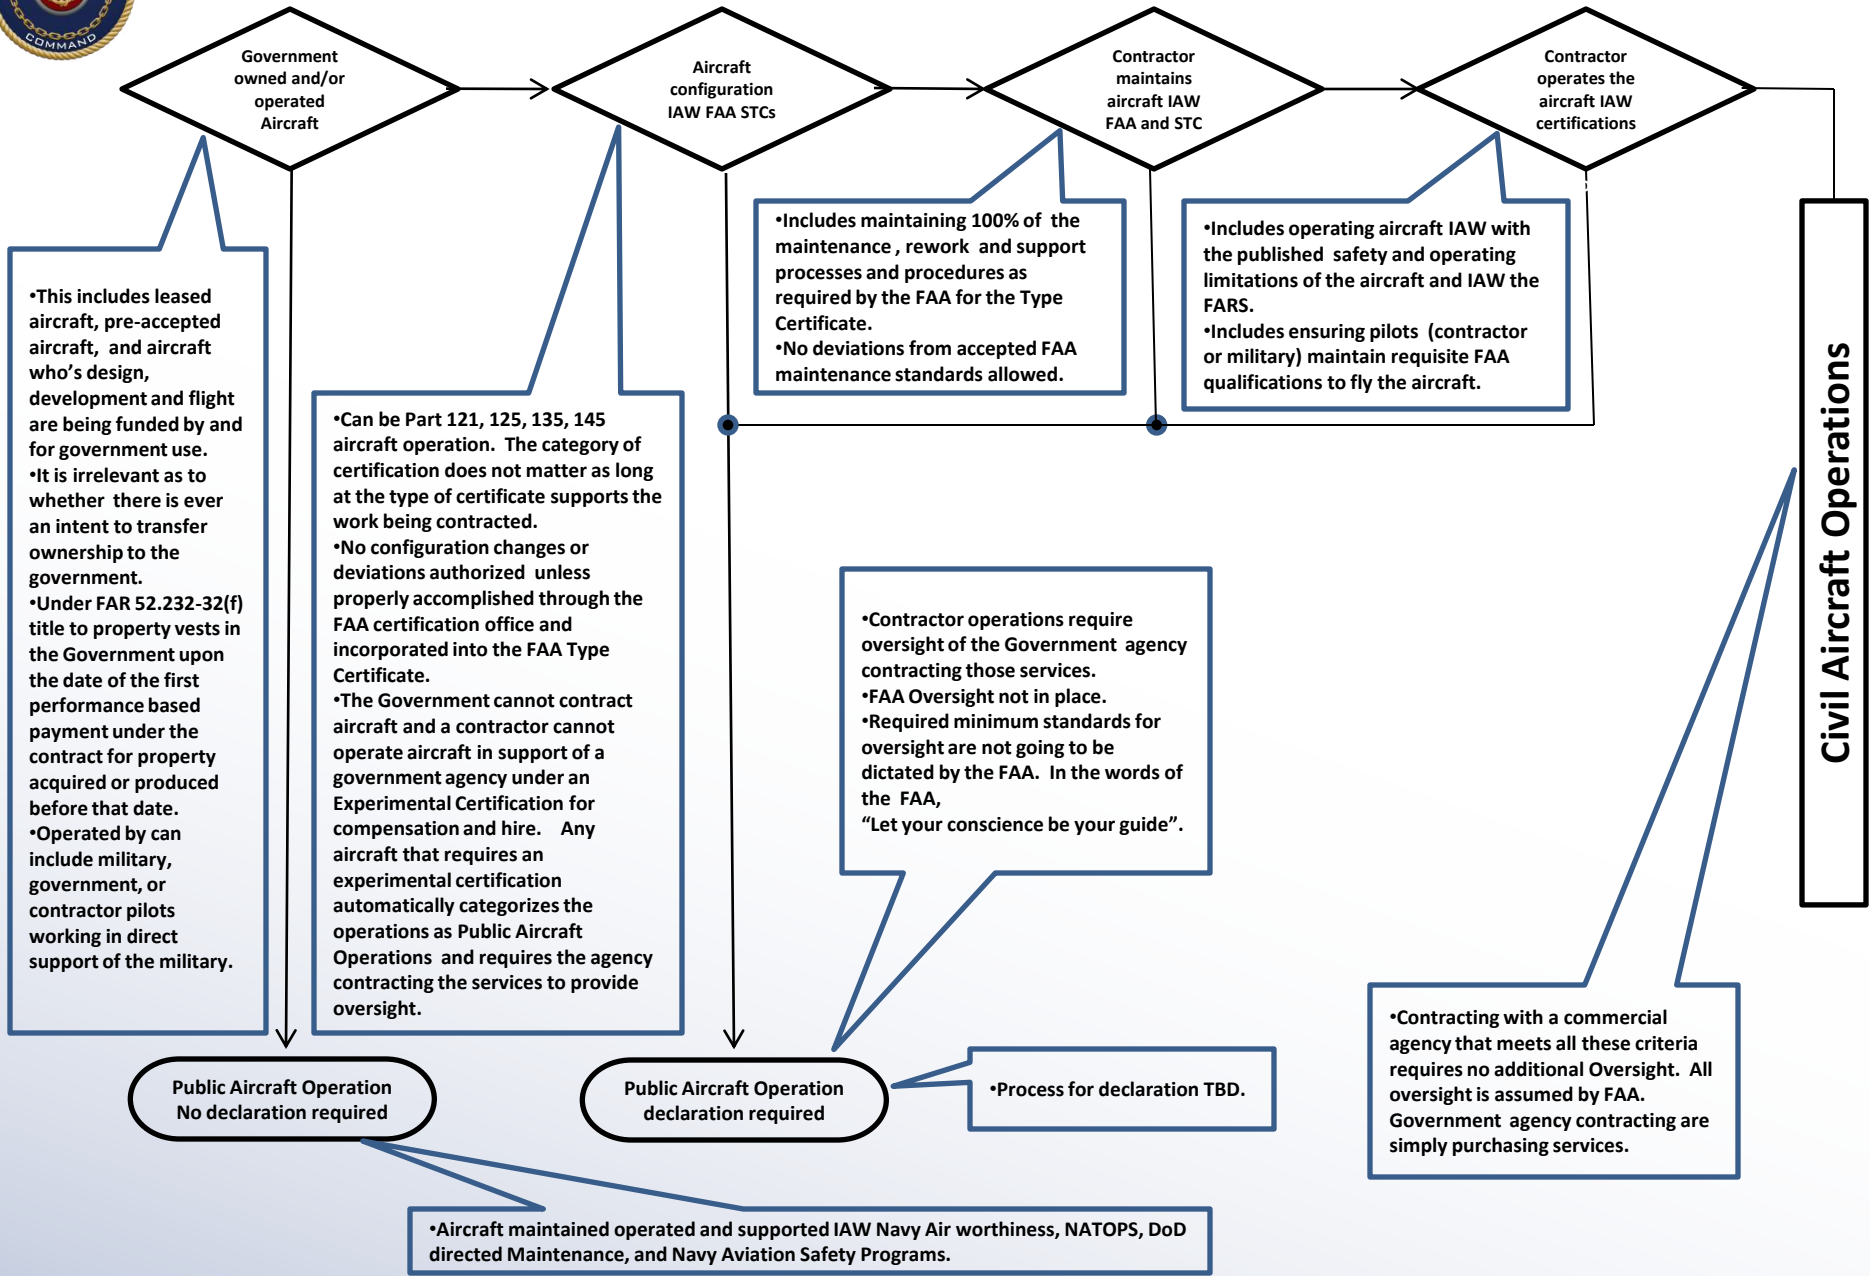 COMMAND
Government
owned and/or
operated
Aircraft
Aircraft
configuration
IAW FAA STCs
Contractor
maintains
aircraft IAW
FAA and STC
Contractor
operates the
aircraft IAW
certifications
•This includes leased
aircraft, pre-accepted
aircraft, and aircraft
who's design,
development and flight
are being funded by and
for government use.
•It is irrelevant as to
whether there is ever
an intent to transfer
ownership to the
government.
•Under FAR 52.232-32(f)
title to property vests in
the Government upon
the date of the first
performance based
payment under the
contract for property
acquired or produced
before that date.
•Operated by can
include military,
government, or
contractor pilots
working in direct
support of the military.
•Can be Part 121, 125, 135, 145
aircraft operation. The category of
certification does not matter as long
at the type of certificate supports the
work being contracted.
•No configuration changes or
deviations authorized unless
properly accomplished through the
FAA certification office and
incorporated into the FAA Type
Certificate.
•The Government cannot contract
aircraft and a contractor cannot
operate aircraft in support of a
government agency under an
Experimental Certification for
compensation and hire. Any
aircraft that requires an
experimental certification
automatically categorizes the
operations as Public Aircraft
Operations and requires the agency
contracting the services to provide
oversight.
•Includes maintaining 100% of the
maintenance , rework and support
processes and procedures as
required by the FAA for the Type
Certificate.
•No deviations from accepted FAA
maintenance standards allowed.
•Includes operating aircraft IAW with
the published safety and operating
limitations of the aircraft and IAW the
FARS.
•Includes ensuring pilots (contractor
or military) maintain requisite FAA
qualifications to fly the aircraft.
•Contractor operations require
oversight of the Government agency
contracting those services.
•FAA Oversight not in place.
•Required minimum standards for
oversight are not going to be
dictated by the FAA. In the words of
the FAA,
“Let your conscience be your guide”.
Civil Aircraft Operations
•Contracting with a commercial
agency that meets all these criteria
requires no additional Oversight. All
oversight is assumed by FAA.
Government agency contracting are
simply purchasing services.
Public Aircraft Operation
No declaration required
Public Aircraft Operation
declaration required
•Process for declaration TBD.
•Aircraft maintained operated and supported IAW Navy Air worthiness, NATOPS, DoD
directed Maintenance, and Navy Aviation Safety Programs.